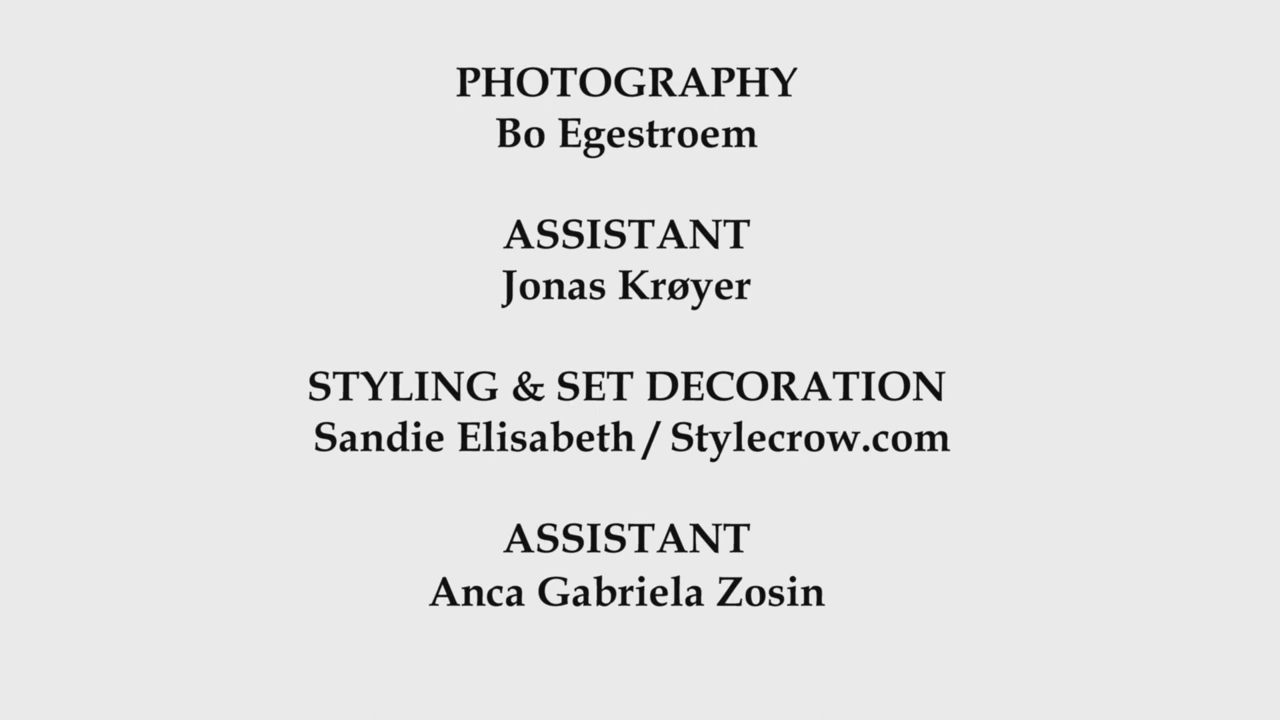 PHOTOGRAPHY
Bo Egestroem
ASSISTANT
Jonas Krøyer
STYLING & SET DECORATION
Sandie Elisabeth / Stylecrow.com
ASSISTANT
Anca Gabriela Zosin